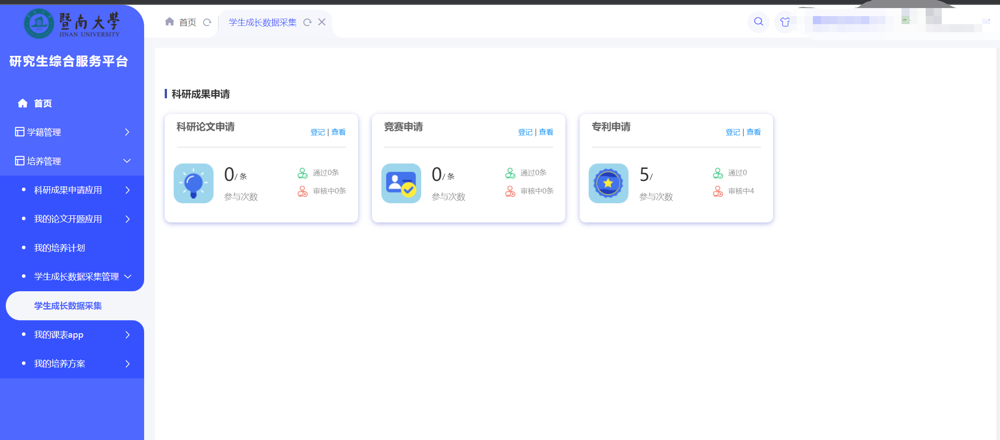 暨南大學
JINAN UNIVERSITY
研究生综合服务平台
首页
学籍管理
培养管理
科研成果申请应用
我的论文开题应用
我的培养计划
学生成长数据采集管理
学生成长数据采集
我的课表app
我的培养方案
首页
学生成长数据采集
科研成果申请
科研论文申请
登记 | 查看
0/ 条
参与次数
通过0条
审核中0条
竞赛申请
登记 | 查看
0/ 条
参与次数
通过0条
审核中0条
专利申请
登记 | 查看
5/
参与次数
通过0
审核中4